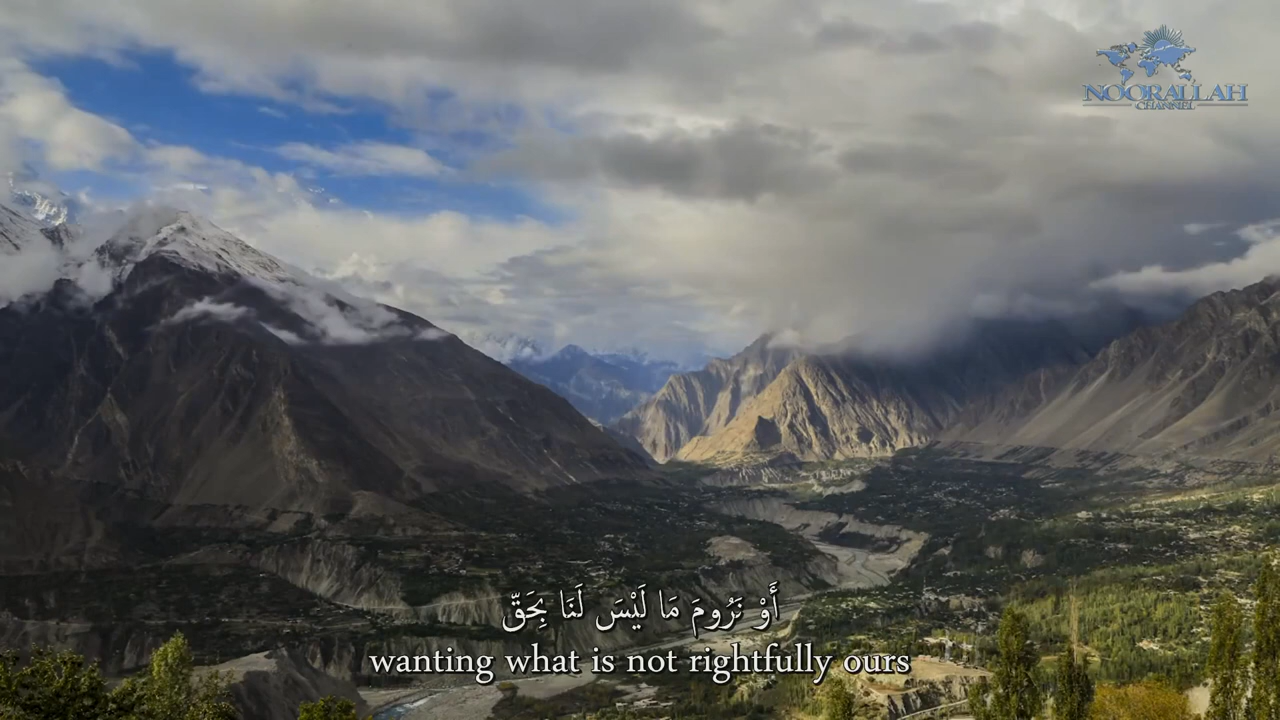 NOORALLAH
CHANNEL
أَوْ نَرُومَ مَا لَيْسَ لَنَا بِحَقّ
wanting what is not rightfully ours